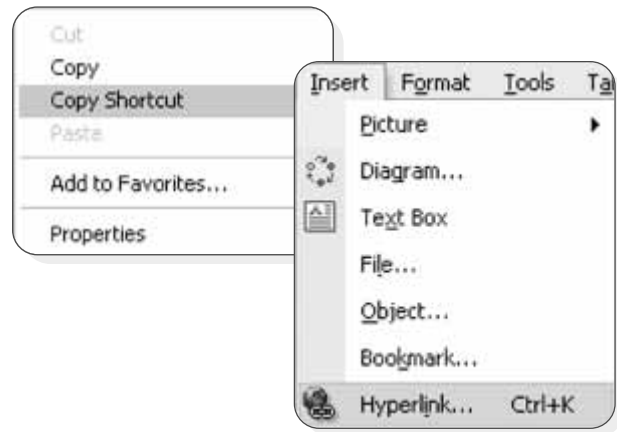 Cut
Copy
Copy Shortcut
Paste
Add to Favorites...
Properties
Insert Format Tools
Picture
Diagram...
Text Box
File...
Object...
Bookmark...
Hyperlink... Ctrl+K